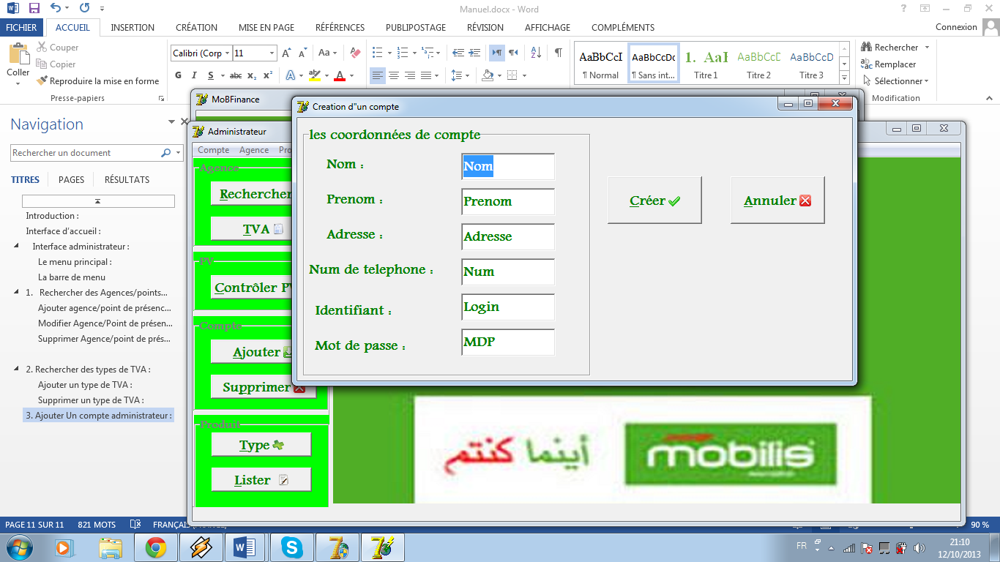 Manuel.docx - Word
FICHIER ACCUEIL INSERTION CRÉATION MISE EN PAGE RÉFÉRENCES PUBLIPOSTAGE RÉVISION AFFICHAGE COMPLÉMENTS Connexion
Coller
Couper
Copier
Reproduire la mise en forme
Presse-papiers
Calibri (Corp 11
G I S abc x₂ x²
AaBbCcI AaBbCcDc 1. AaI AaBbCcD AaBbCcD
¶ Normal ¶ Sans int... Titre 1 Titre 2 Titre 3
Rechercher
Remplacer
Sélectionner
Modification
Navigation
Rechercher un document
TITRES PAGES RÉSULTATS
Introduction :
Interface d'accueil :
Interface administrateur :
Le menu principal :
La barre de menu
1. Rechercher des Agences/points...
Ajouter agence/point de présenc...
Modifier Agence/Point de présen...
Supprimer Agence/point de prés...
2. Rechercher des types de TVA :
Ajouter un type de TVA :
Supprimer un type de TVA :
3. Ajouter Un compte administrateur :
MoBFinance
Administrateur
Compte Agence Pro
Agence
Rechercher
TVA
PV
Contrôler PV
Compte
Ajouter
Supprimer
Produit
Type
Lister
Creation d"un compte
les coordonnées de compte
Nom : Nom
Prenom : Prenom
Adresse : Adresse
Num de telephone : Num
Identifiant : Login
Mot de passe : MDP
Créer
Annuler
أينما كنتم
mobilis
PAGE 11 SUR 11 821 MOTS 90 %
FR
21:10
12/10/2013